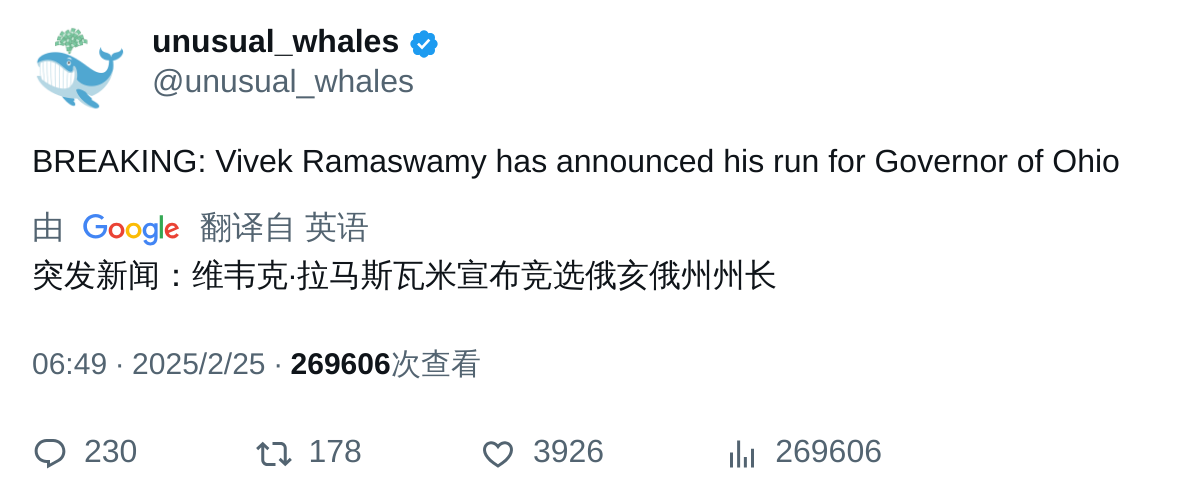 unusual_whales
@unusual_whales
BREAKING: Vivek Ramaswamy has announced his run for Governor of Ohio
由 Google 翻译自 英语
突发新闻：维韦克·拉马斯瓦米宣布竞选俄亥俄州州长
06:49 · 2025/2/25 · 269606次查看
230 178 3926 269606